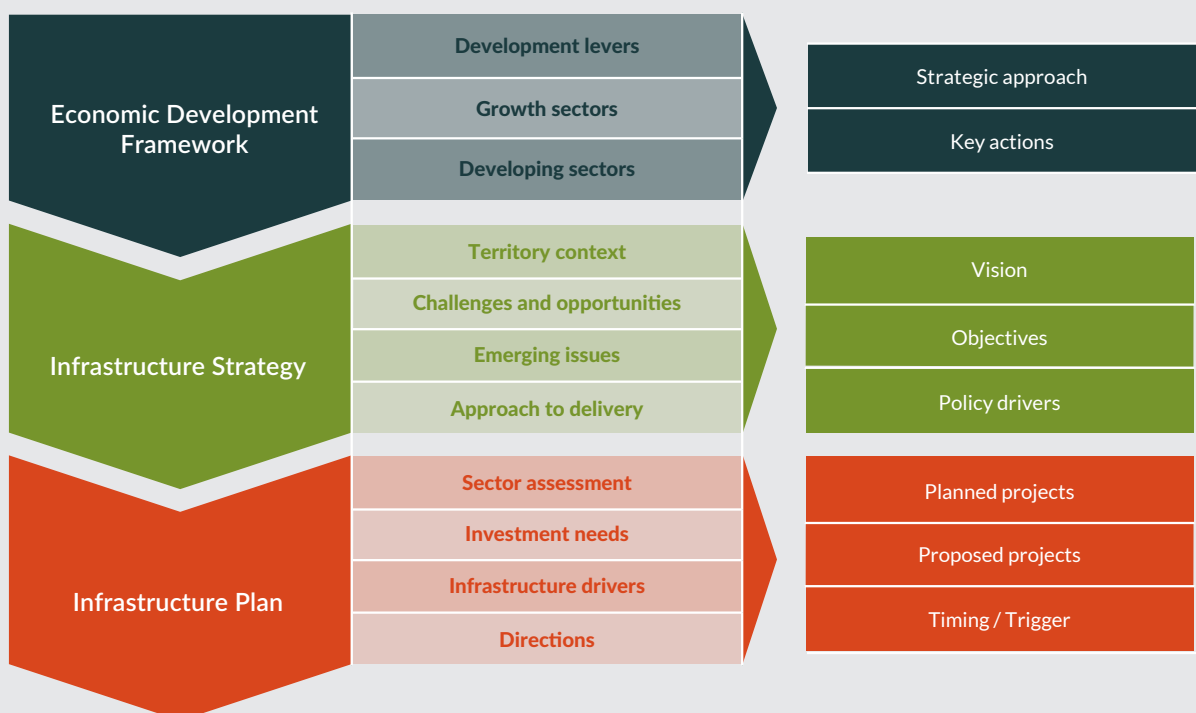 Economic Development
Framework
Development levers
Growth sectors
Developing sectors
Strategic approach
Key actions
Infrastructure Strategy
Territory context
Challenges and opportunities
Emerging issues
Approach to delivery
Vision
Objectives
Policy drivers
Infrastructure Plan
Sector assessment
Investment needs
Infrastructure drivers
Directions
Planned projects
Proposed projects
Timing / Trigger